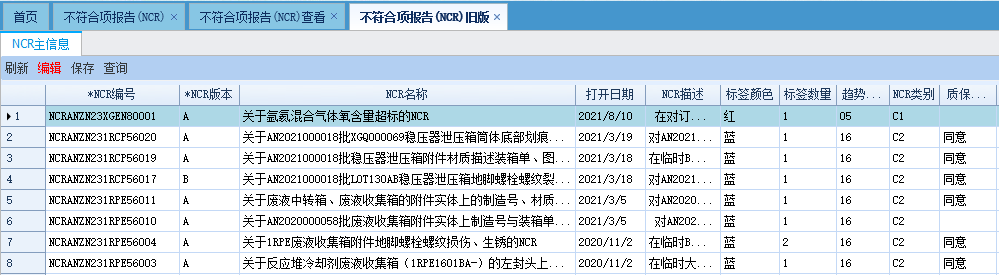 首页 不符合项报告(NCR) × 不符合项报告(NCR)查看 × 不符合项报告(NCR)旧版 ×
NCR主信息
刷新 编辑 保存 查询
*NCR编号 *NCR版本 NCR名称 打开日期 NCR描述 标签颜色 标签数量 趋势... NCR类别 质保...
1 NCRANZN23XGEN80001 A 关于氩氦混合气体氧含量超标的NCR 2021/8/10 在对订... 红 1 05 C1
2 NCRANZN231RCP56020 A 关于AN2021000018批XGQ000069稳压器泄压箱筒体底部划痕... 2021/3/19 对AN2021... 蓝 1 16 C2 同意
3 NCRANZN231RCP56019 A 关于AN2021000018批稳压器泄压箱附件材质描述装箱单、图... 2021/3/18 在临时B... 蓝 1 16 C2 同意
4 NCRANZN231RCP56017 B 关于AN2021000018批LOT130AB稳压器泄压箱地脚螺栓螺纹裂... 2021/3/18 对AN2021... 蓝 1 16 C2 同意
5 NCRANZN231RPE56011 A 关于废液中转箱、废液收集箱的附件实体上的制造号、材质... 2021/3/5 对AN2020... 蓝 1 16 C2 同意
6 NCRANZN231RPE56010 A 关于AN2020000058批废液收集箱附件实体上制造号与装箱单... 2021/3/5 对AN202... 蓝 1 16 C2
7 NCRANZN231RPE56004 A 关于1RPE废液收集箱附件地脚螺栓螺纹损伤、生锈的NCR 2020/11/2 在临时B... 蓝 2 16 C2 同意
8 NCRANZN231RPE56003 A 关于反应堆冷却剂废液收集箱（1RPE1601BA-）的左封头上... 2020/11/2 在临时大... 蓝 1 16 C2 同意